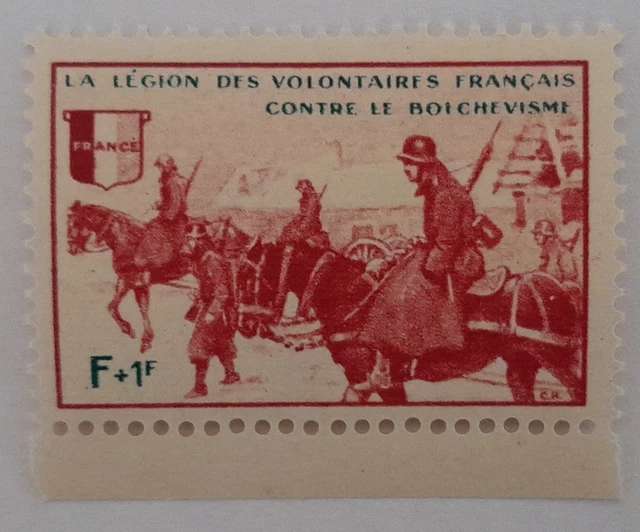 LA LÉGION DES VOLONTAIRES FRANÇAIS
CONTRE LE BOLCHEVISME
FRANCE
F+1F
C.H.